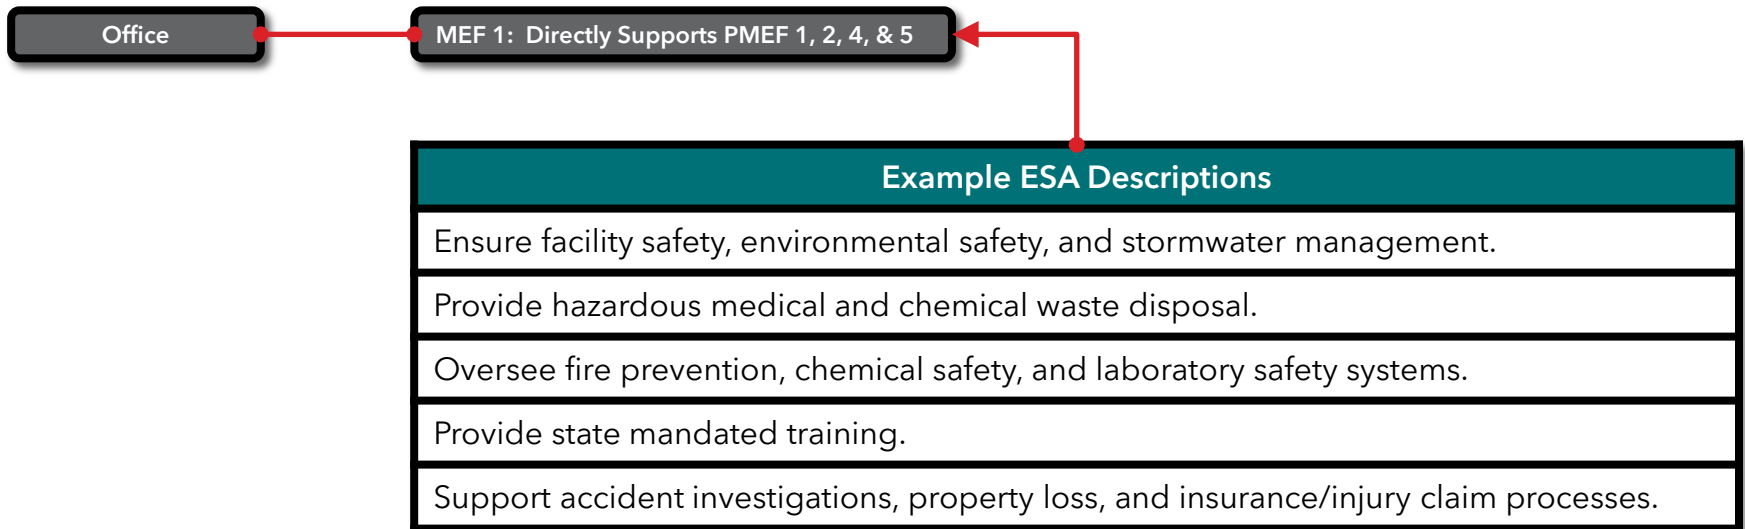 Office
MEF 1: Directly Supports PMEF 1, 2, 4, & 5
Example ESA Descriptions
Ensure facility safety, environmental safety, and stormwater management.
Provide hazardous medical and chemical waste disposal.
Oversee fire prevention, chemical safety, and laboratory safety systems.
Provide state mandated training.
Support accident investigations, property loss, and insurance/injury claim processes.